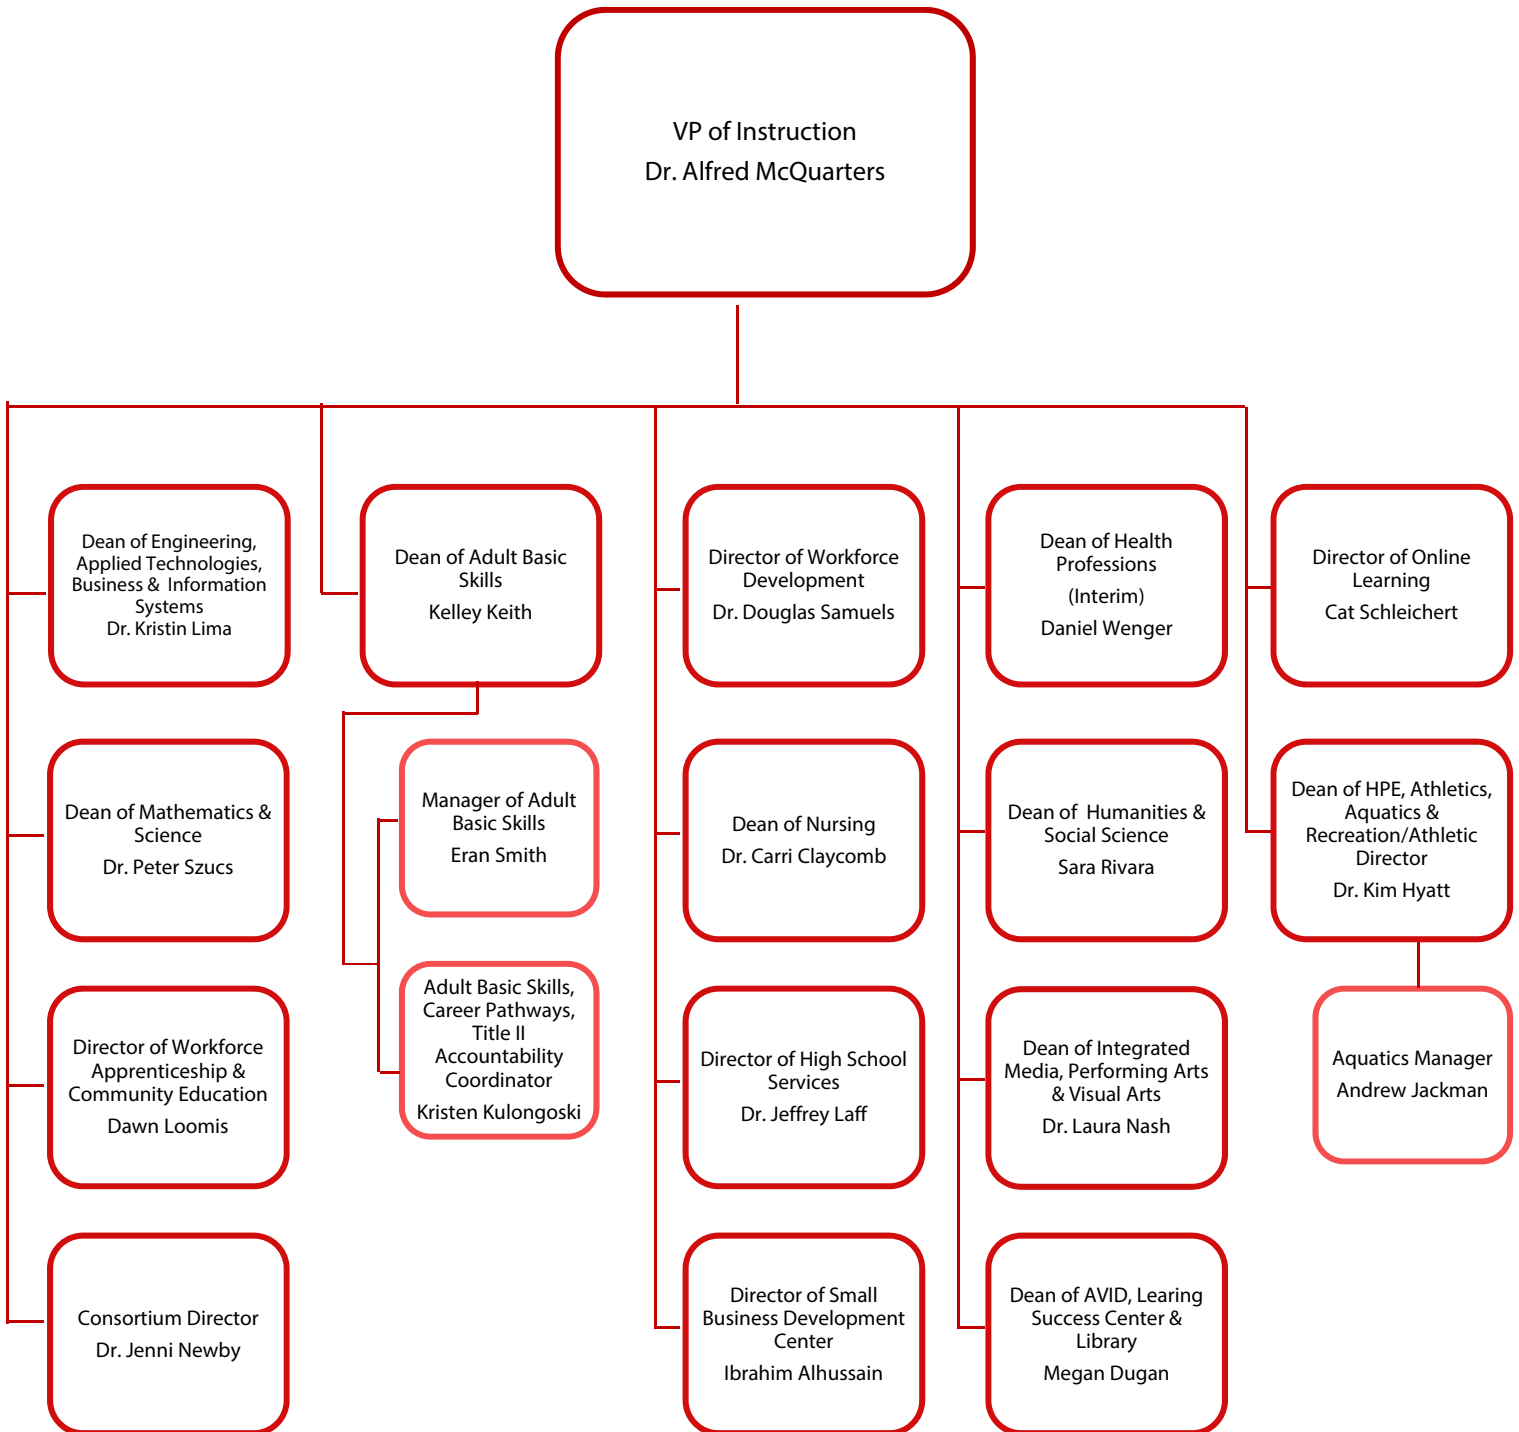 VP of Instruction
Dr. Alfred McQuarters
Dean of Engineering,
Applied Technologies,
Business & Information
Systems
Dr. Kristin Lima
Dean of Adult Basic
Skills
Kelley Keith
Director of Workforce
Development
Dr. Douglas Samuels
Dean of Health
Professions
(Interim)
Daniel Wenger
Director of Online
Learning
Cat Schleichert
Dean of Mathematics &
Science
Dr. Peter Szucs
Manager of Adult
Basic Skills
Eran Smith
Dean of Nursing
Dr. Carri Claycomb
Dean of Humanities &
Social Science
Sara Rivara
Dean of HPE, Athletics,
Aquatics &
Recreation/Athletic
Director
Dr. Kim Hyatt
Director of Workforce
Apprenticeship &
Community Education
Dawn Loomis
Adult Basic Skills,
Career Pathways,
Title II
Accountability
Coordinator
Kristen Kulongoski
Director of High School
Services
Dr. Jeffrey Laff
Dean of Integrated
Media, Performing Arts
& Visual Arts
Dr. Laura Nash
Aquatics Manager
Andrew Jackman
Consortium Director
Dr. Jenni Newby
Director of Small
Business Development
Center
Ibrahim Alhussain
Dean of AVID, Learing
Success Center &
Library
Megan Dugan